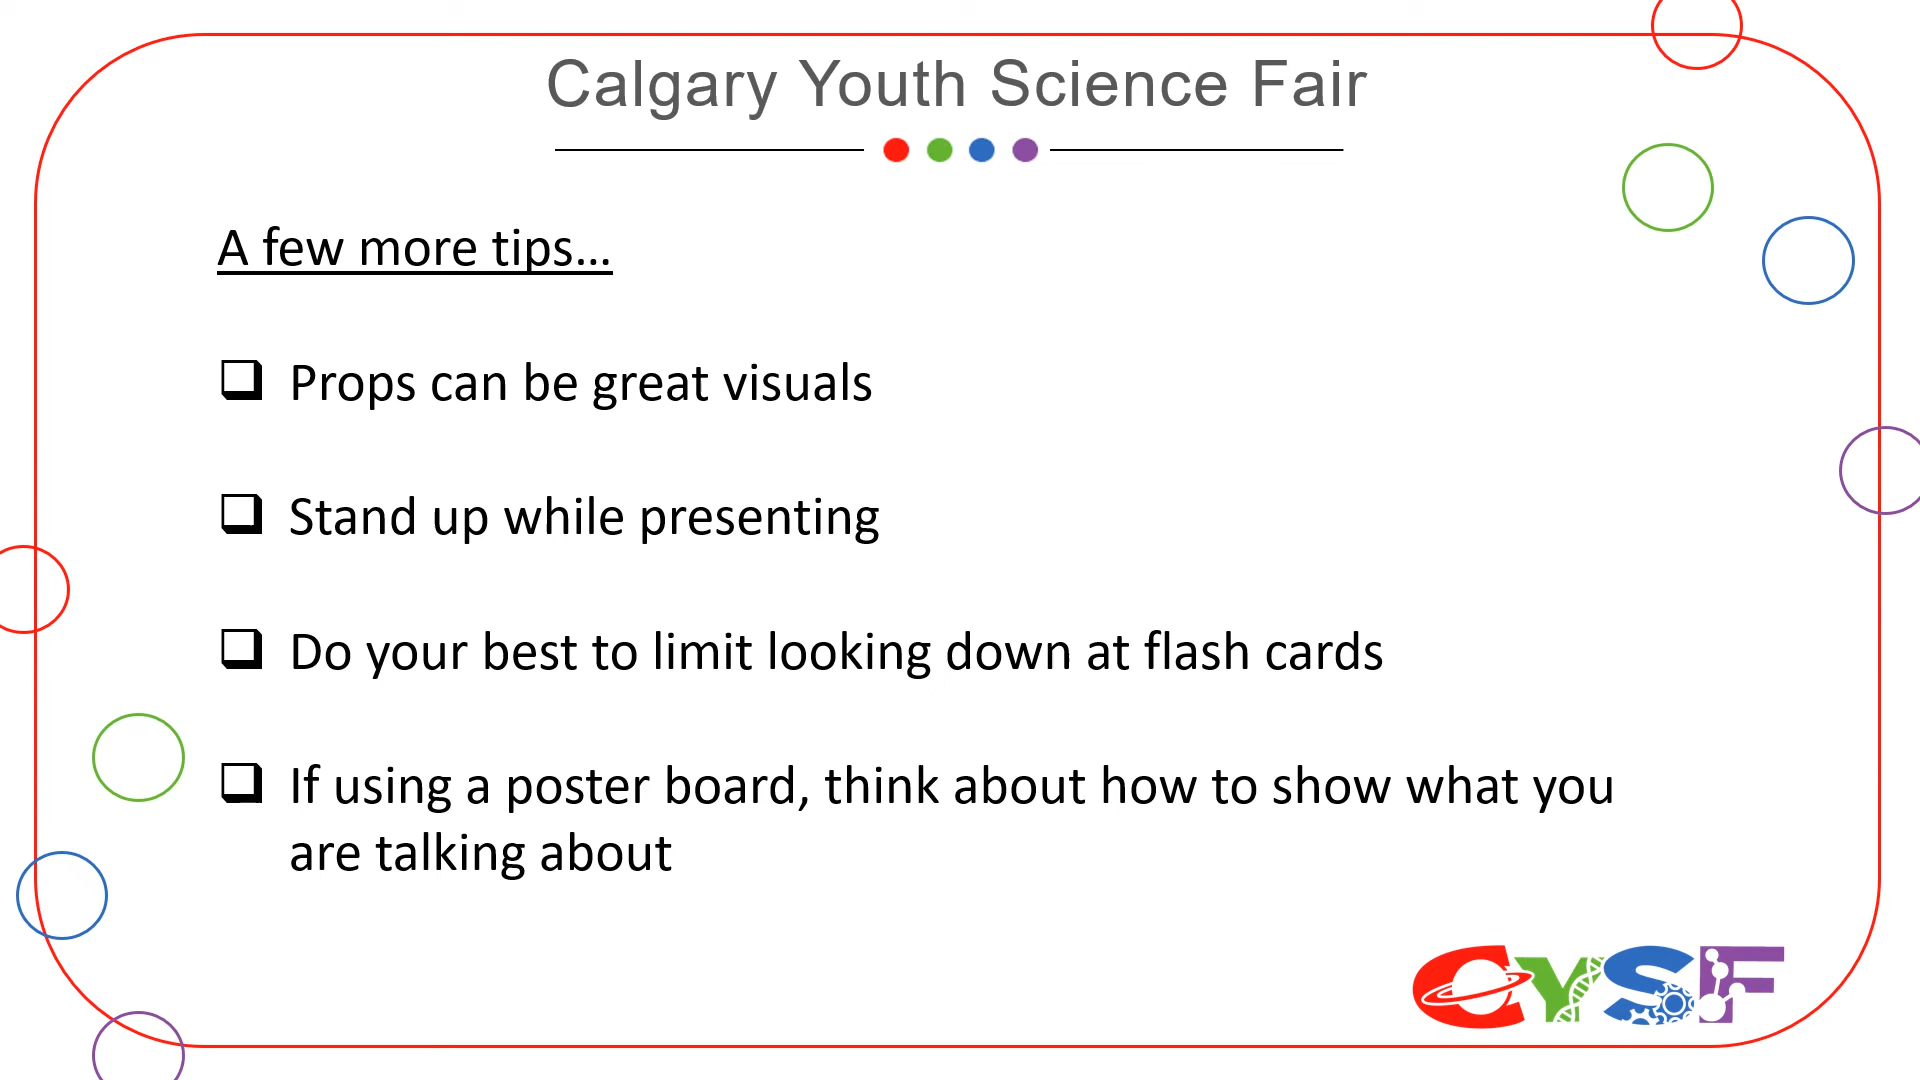 Calgary Youth Science Fair
A few more tips...
Props can be great visuals
Stand up while presenting
Do your best to limit looking down at flash cards
If using a poster board, think about how to show what you
are talking about
CYSF